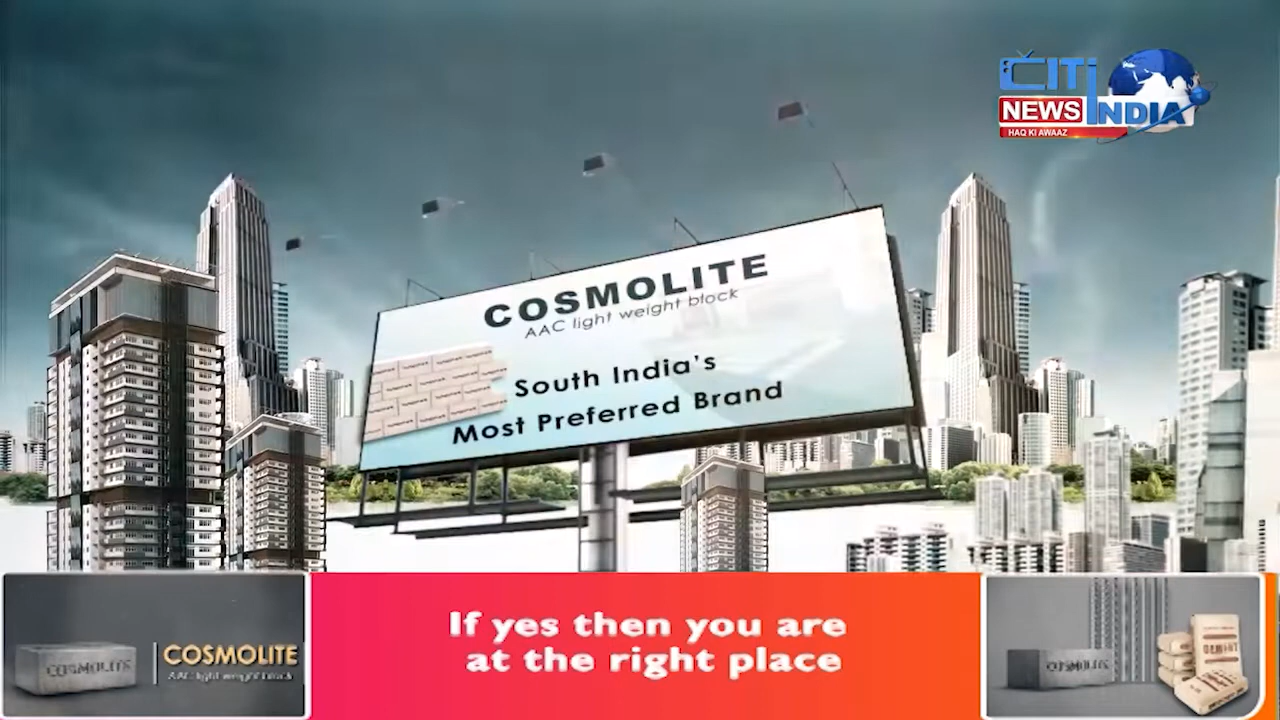 CITI
NEWS INDIA
HAQ KI AWAAZ
COSMOLITE
AAC light weight block
South India's
Most Preferred Brand
COSMOLITE
COSMOLITE
AAC light weight block
If yes then you are
at the right place
COSMOLITE
CEMENT